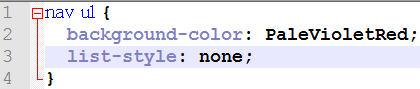 1 nav ul {
2 background-color: PaleVioletRed;
3 list-style: none;
4 }